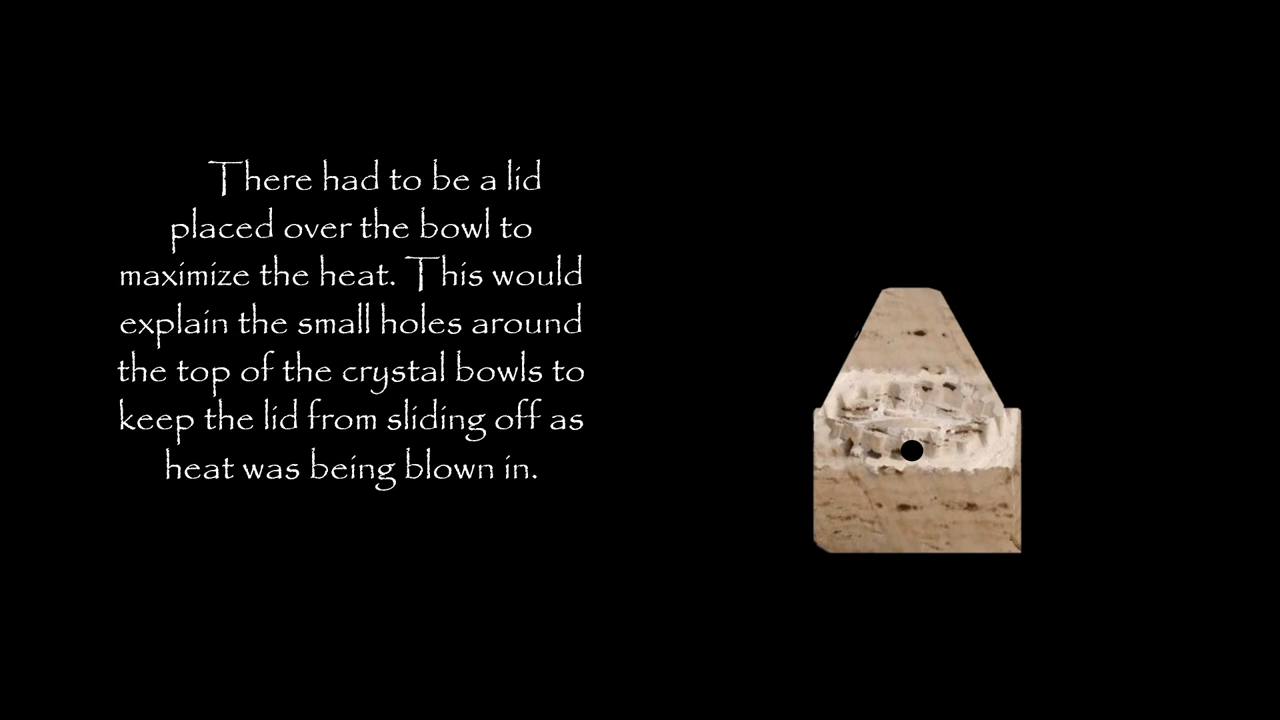 There had to be a lid
placed over the bowl to
maximize the heat. This would
explain the small holes around
the top of the crystal bowls to
keep the lid from sliding off as
heat was being blown in.